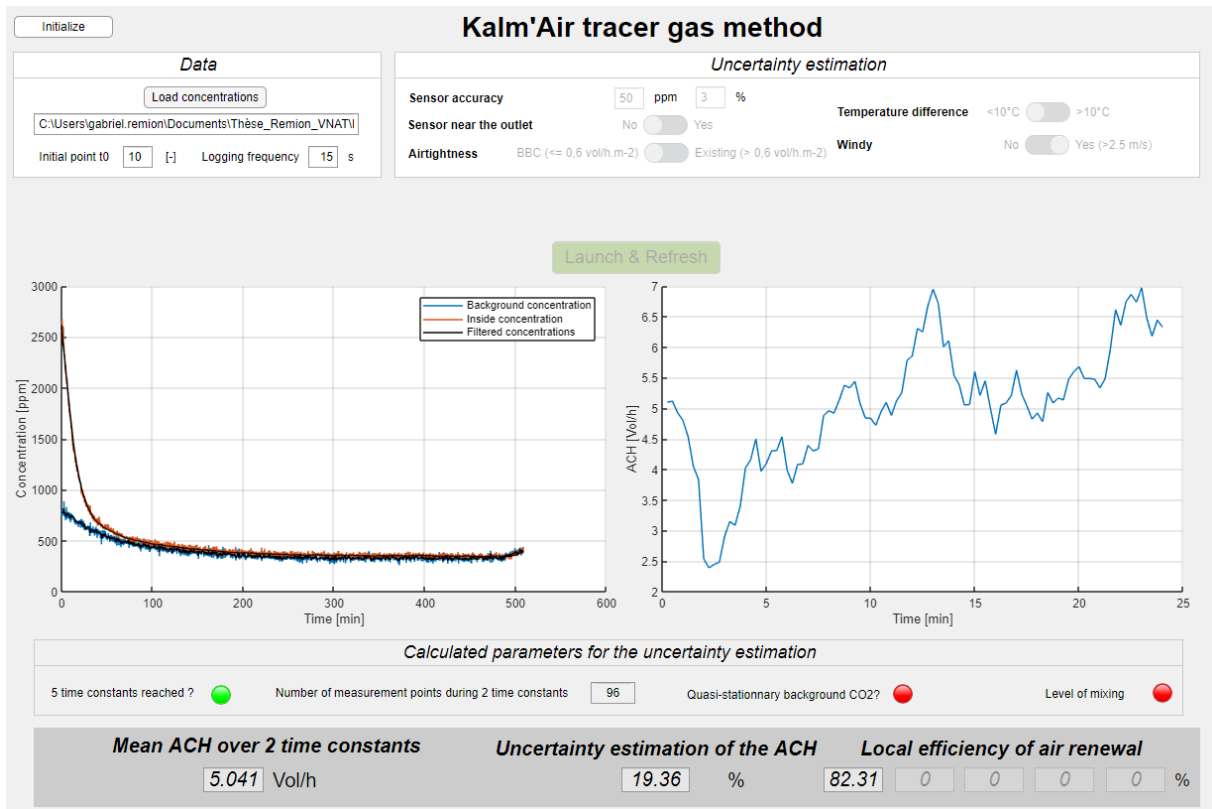 Initialize
Kalm'Air tracer gas method
Data
Load concentrations
C:\Users\gabriel.remion\Documents\Thèse_Remion_VNAT\I
Initial point t0 10 [-] Logging frequency 15 s
Uncertainty estimation
Sensor accuracy 50 ppm 3 %
Sensor near the outlet No Yes
Airtightness BBC (<= 0,6 vol/h.m-2) Existing (> 0,6 vol/h.m-2)
Temperature difference <10°C >10°C
Windy No Yes (>2.5 m/s)
Launch & Refresh
3000
2500
2000
1500
1000
500
0
Concentration [ppm]
Background concentration
Inside concentration
Filtered concentrations
0 100 200 300 400 500 600
Time [min]
7
6.5
6
5.5
5
4.5
4
3.5
3
2.5
2
ACH [Vol/h]
0 5 10 15 20 25
Time [min]
Calculated parameters for the uncertainty estimation
5 time constants reached ? Number of measurement points during 2 time constants 96 Quasi-stationnary background CO2? Level of mixing
Mean ACH over 2 time constants Uncertainty estimation of the ACH Local efficiency of air renewal
5.041 Vol/h 19.36 % 82.31 0 0 0 0 %